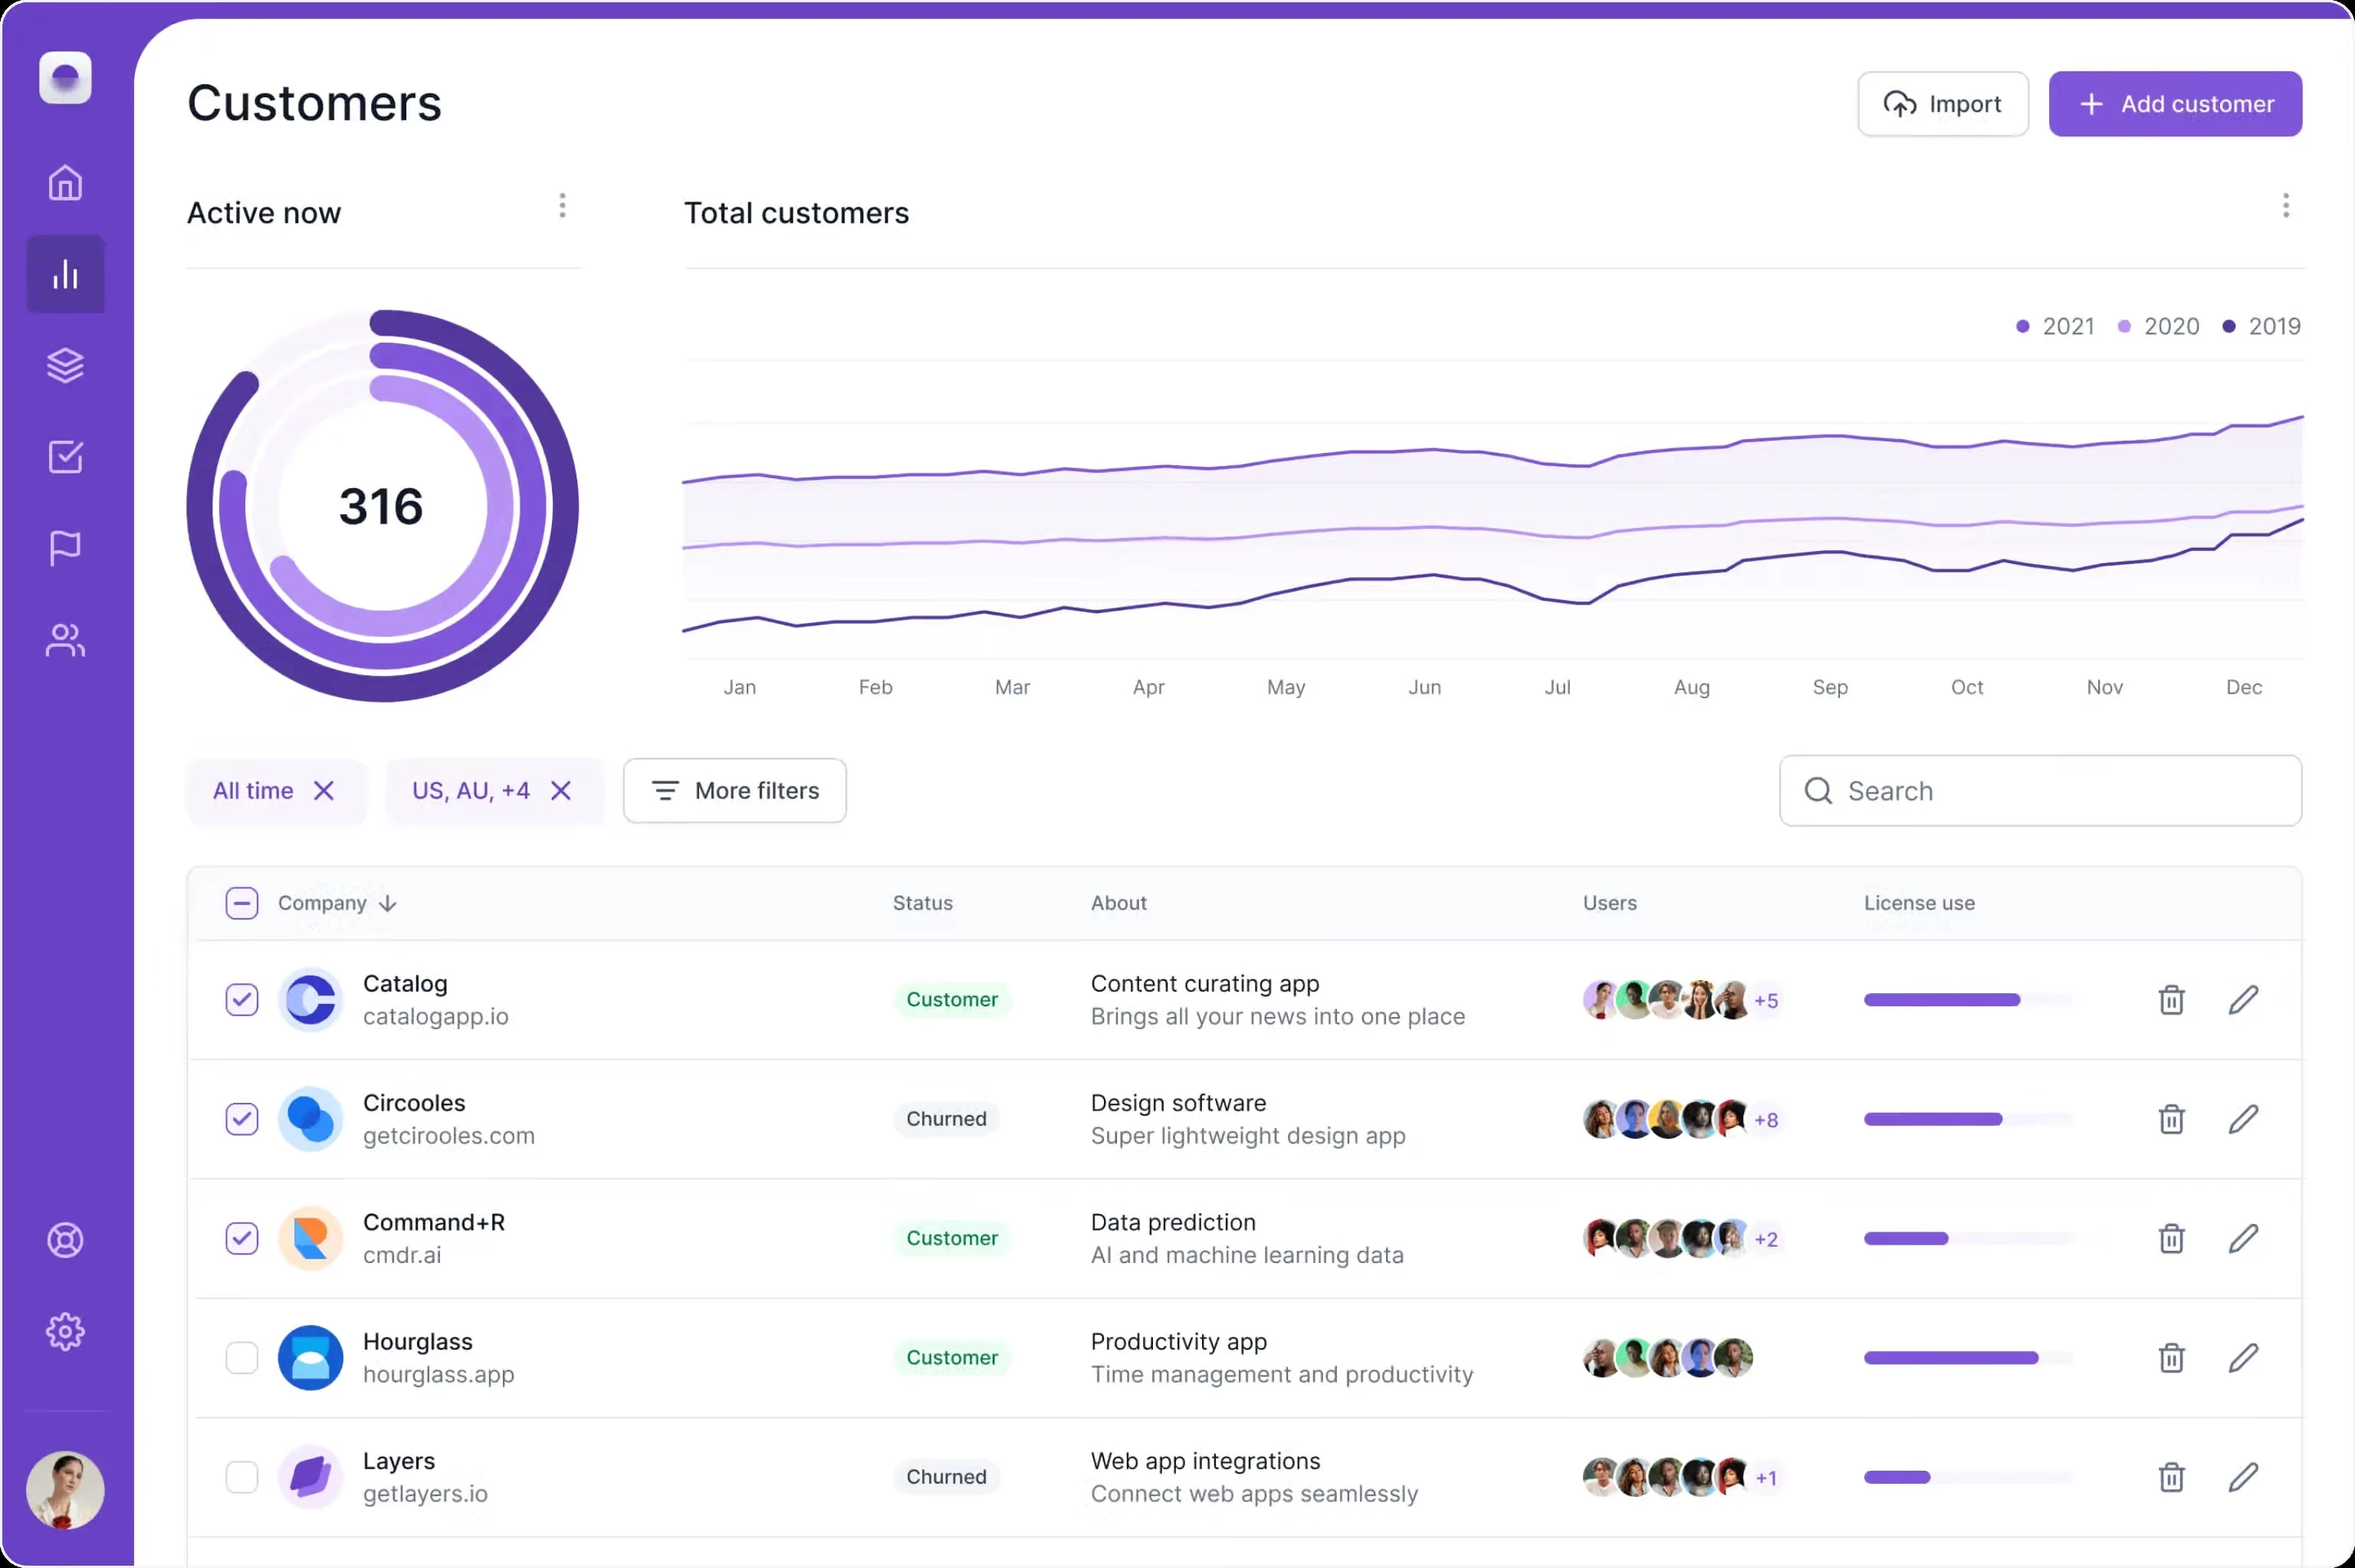 Customers
Import
Add customer
Active now
Total customers
2021
2020
2019
316
Jan Feb Mar Apr May Jun Jul Aug Sep Oct Nov Dec
All time
US, AU, +4
More filters
Search
Company Status About Users License use
Catalog
catalogapp.io
Customer
Content curating app
Brings all your news into one place
+5
Circooles
getcirooles.com
Churned
Design software
Super lightweight design app
+8
Command+R
cmdr.ai
Customer
Data prediction
AI and machine learning data
+2
Hourglass
hourglass.app
Customer
Productivity app
Time management and productivity
Layers
getlayers.io
Churned
Web app integrations
Connect web apps seamlessly
+1